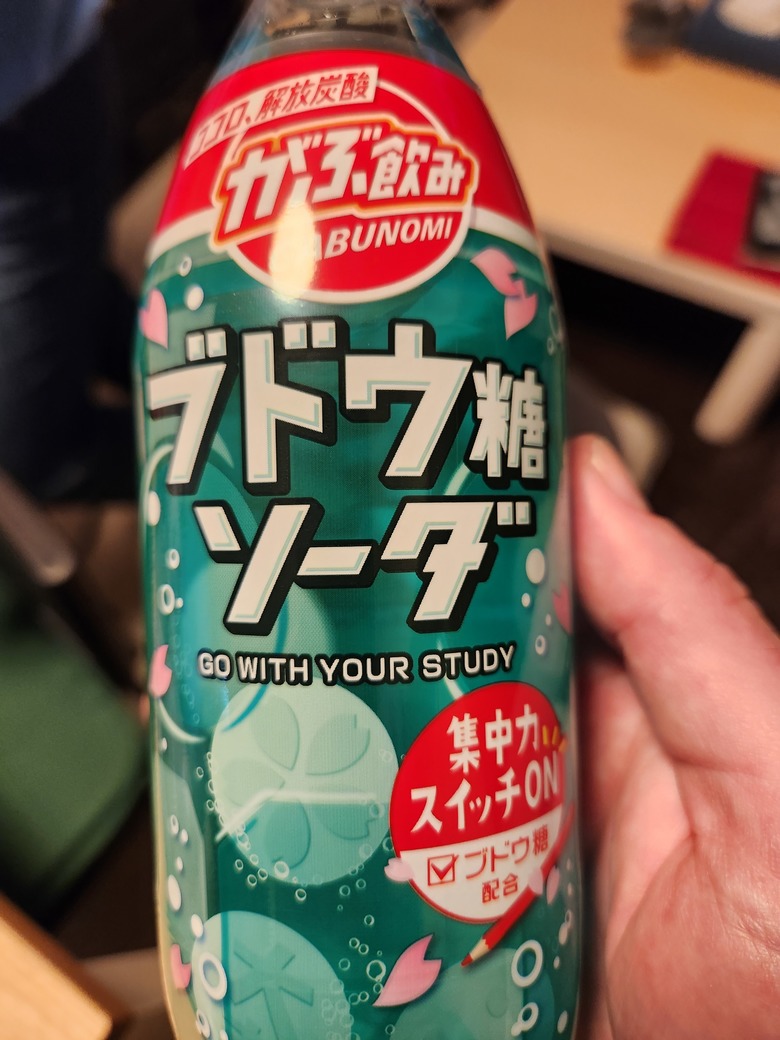 ココロ、解放炭酸
がぶ飲み
GABUNOMI
ブドウ糖
ソーダ
GO WITH YOUR STUDY
集中力
スイッチON
ブドウ糖
配合